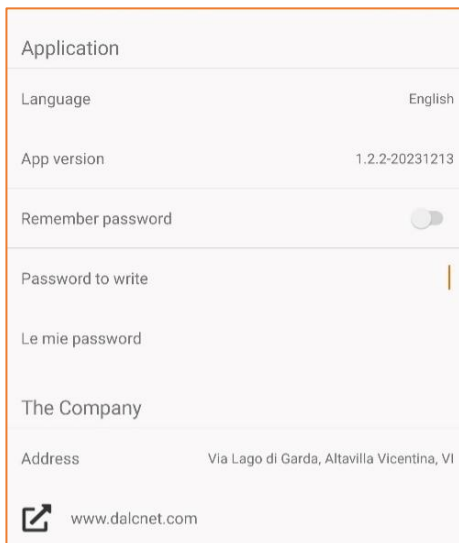 Application
Language English
App version 1.2.2-20231213
Remember password
Password to write
Le mie password
The Company
Address Via Lago di Garda, Altavilla Vicentina, VI
www.dalcnet.com